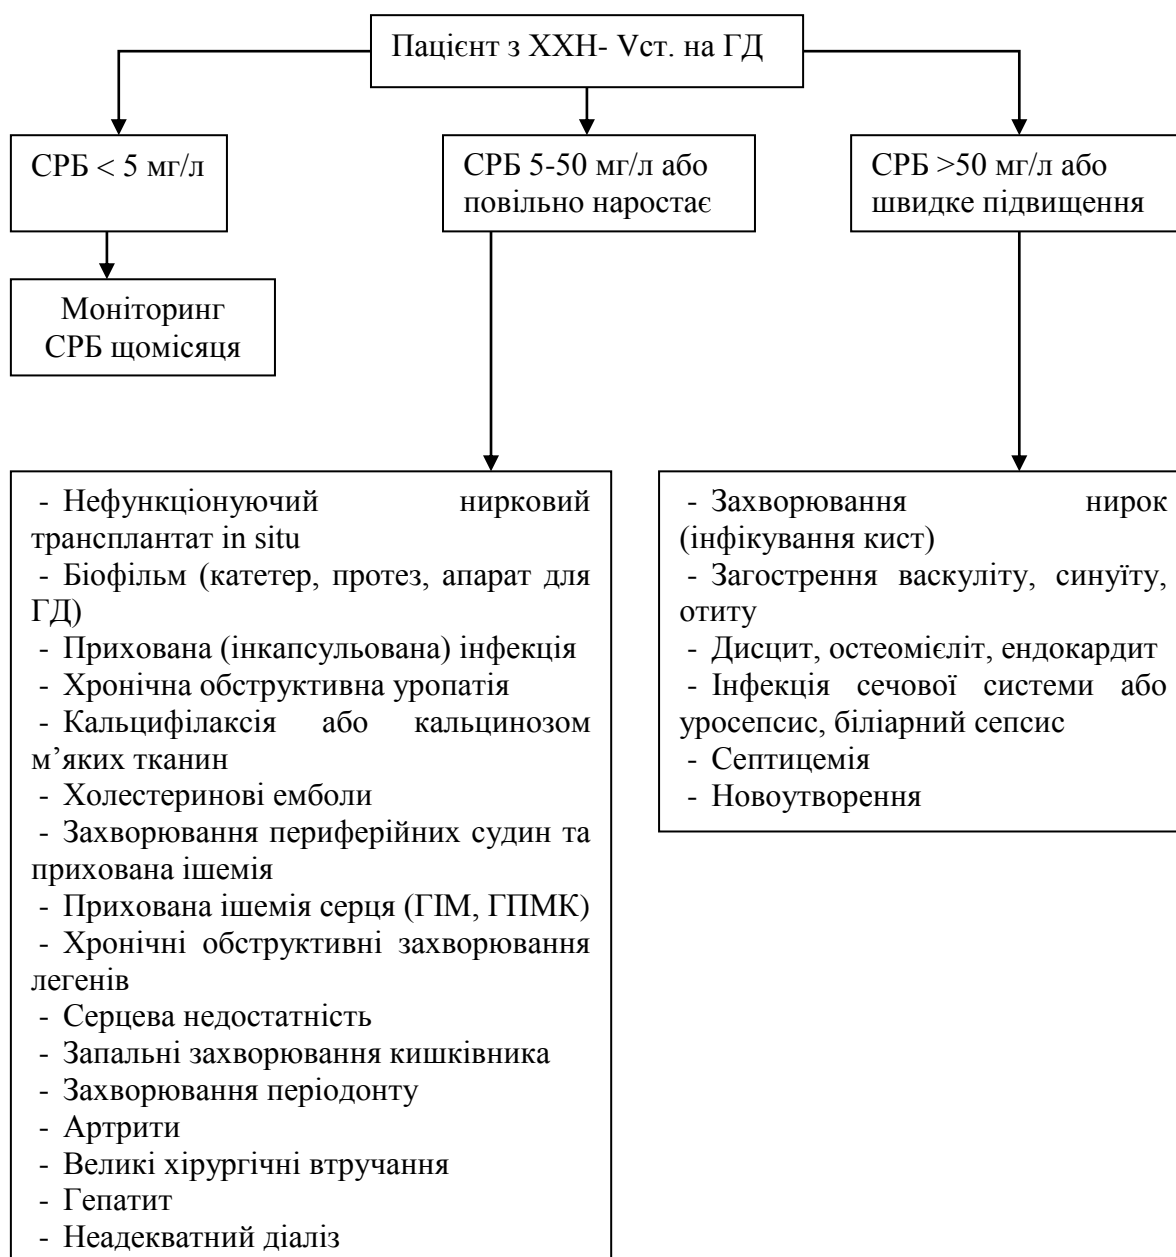 Пацієнт з ХХН- Vст. на ГД
СРБ < 5 мг/л
СРБ 5-50 мг/л або
повільно наростає
СРБ >50 мг/л або
швидке підвищення
Моніторинг
СРБ щомісяця
- Нефункціонуючий нирковий
трансплантат in situ
- Біофільм (катетер, протез, апарат для
ГД)
- Прихована (інкапсульована) інфекція
- Хронічна обструктивна уропатія
- Кальцифілаксія або кальцинозом
м’яких тканин
- Холестеринові емболи
- Захворювання периферійних судин та
прихована ішемія
- Прихована ішемія серця (ГІМ, ГПМК)
- Хронічні обструктивні захворювання
легенів
- Серцева недостатність
- Запальні захворювання кишківника
- Захворювання періодонту
- Артрити
- Великі хірургічні втручання
- Гепатит
- Неадекватний діаліз
- Захворювання нирок
(інфікування кист)
- Загострення васкуліту, синуїту,
отиту
- Дисцит, остеомієліт, ендокардит
- Інфекція сечової системи або
уросепсис, біліарний сепсис
- Септицемія
- Новоутворення